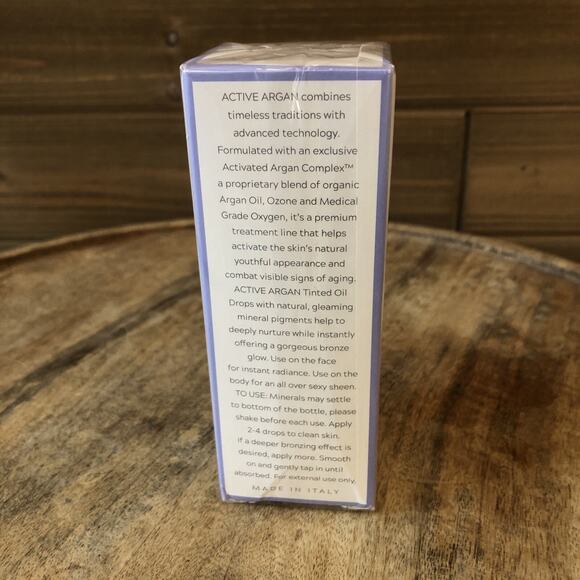 ACTIVE ARGAN combines
timeless traditions with
advanced technology.
Formulated with an exclusive
Activated Argan Complex™
a proprietary blend of organic
Argan Oil, Ozone and Medical
Grade Oxygen, it's a premium
treatment line that helps
activate the skin's natural
youthful appearance and
combat visible signs of aging.
ACTIVE ARGAN Tinted Oil
Drops with natural, gleaming
mineral pigments help to
deeply nurture while instantly
offering a gorgeous bronze
glow. Use on the face
for instant radiance. Use on the
body for an all over sexy sheen.
TO USE: Minerals may settle
to bottom of the bottle, please
shake before each use. Apply
2-4 drops to clean skin.
If a deeper bronzing effect is
desired, apply more. Smooth
on and gently tap in until
absorbed. For external use only.
MADE IN ITALY